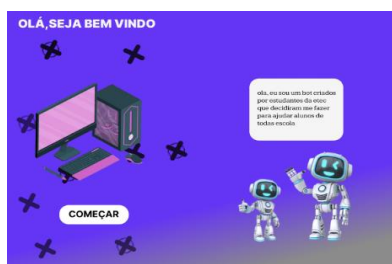 OLÁ,SEJA BEM VINDO
ola, eu sou um bot criados
por estudantes da etec
que decidiram me fazer
para ajudar alunos de
todas escola
COMEÇAR